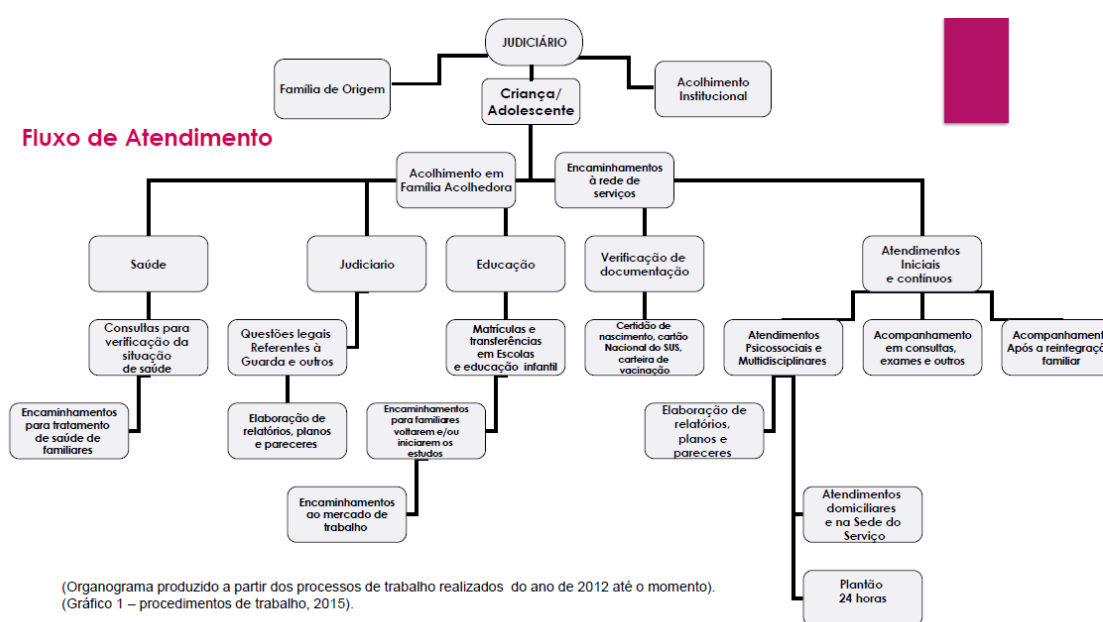 JUDICIÁRIO
Família de Origem
Acolhimento
Institucional
Criança/
Adolescente
Fluxo de Atendimento
Acolhimento em
Família Acolhedora
Encaminhamentos
à rede de
serviços
Saúde
Judiciario
Educação
Verificação de
documentação
Atendimentos
Iniciais
e contínuos
Consultas para
verificação da
situação
de saúde
Questões legais
Referentes à
Guarda e outros
Matrículas e
transferências
em Escolas
e educação infantil
Certidão de
nascimento, cartão
Nacional do SUS,
carteira de
vacinação
Atendimentos
Psicossociais e
Multidisciplinares
Acompanhamento
em consultas,
exames e outros
Acompanhament
Após a reintegraçã
familiar
Encaminhamentos
para tratamento
de saúde de
familiares
Elaboração de
relatórios, planos
e pareceres
Encaminhamentos
para familiares
voltarem e/ou
iniciarem os
estudos
Elaboração de
relatórios,
planos e
pareceres
Encaminhamentos
ao mercado de
trabalho
Atendimentos
domiciliares
e na Sede do
Serviço
Plantão
24 horas
(Organograma produzido a partir dos processos de trabalho realizados do ano de 2012 até o momento).
(Gráfico 1 – procedimentos de trabalho, 2015).